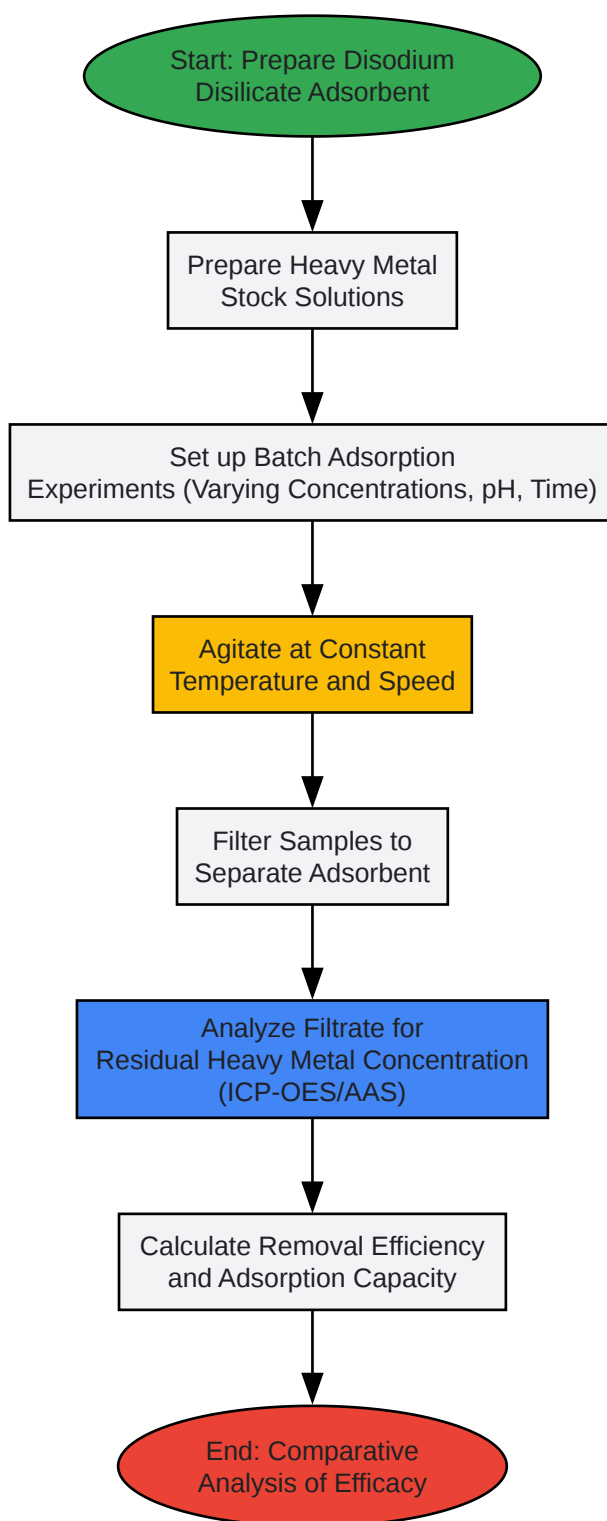 Start: Prepare Disodium
Disilicate Adsorbent
Prepare Heavy Metal
Stock Solutions
Set up Batch Adsorption
Experiments (Varying Concentrations, pH, Time)
Agitate at Constant
Temperature and Speed
Filter Samples to
Separate Adsorbent
Analyze Filtrate for
Residual Heavy Metal Concentration
(ICP-OES/AAS)
Calculate Removal Efficiency
and Adsorption Capacity
End: Comparative
Analysis of Efficacy